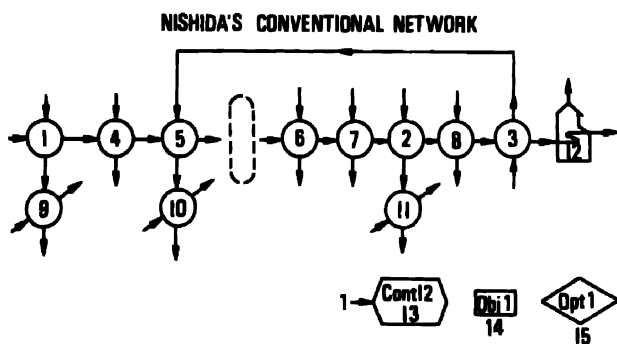 NISHIDA'S CONVENTIONAL NETWORK
1 4 5 6 7 2 8 3 12
9 10 11
1 Cont12 Obj1 Opt1
13 14 15